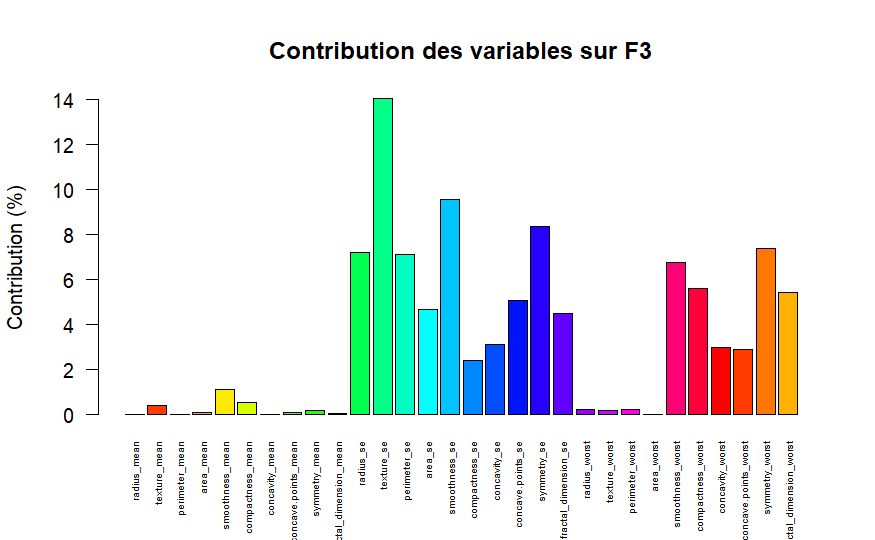 Contribution des variables sur F3
Contribution (%)
14
12
10
8
6
4
2
0
radius_mean
texture_mean
perimeter_mean
area_mean
smoothness_mean
compactness_mean
concavity_mean
concave.points_mean
symmetry_mean
ctal_dimension_mean
radius_se
texture_se
perimeter_se
area_se
smoothness_se
compactness_se
concavity_se
concave.points_se
symmetry_se
fractal_dimension_se
radius_worst
texture_worst
perimeter_worst
area_worst
smoothness_worst
compactness_worst
concavity_worst
concave.points_worst
symmetry_worst
ctal_dimension_worst